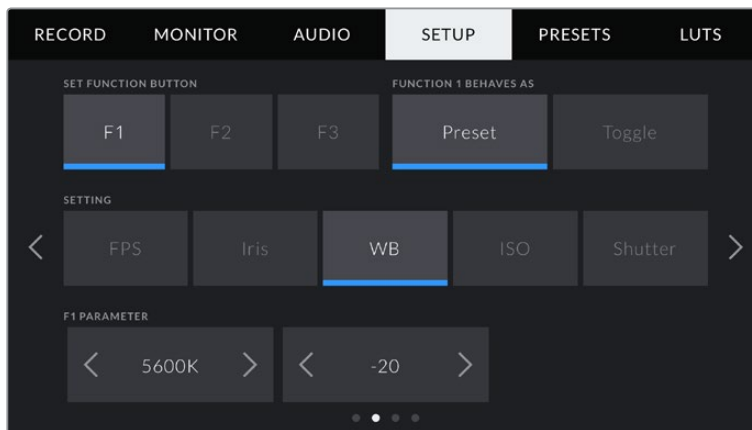 RECORD MONITOR AUDIO SETUP PRESETS LUTS
SET FUNCTION BUTTON FUNCTION 1 BEHAVES AS
F1 F2 F3 Preset Toggle
SETTING
FPS Iris WB ISO Shutter
F1 PARAMETER
5600K -20